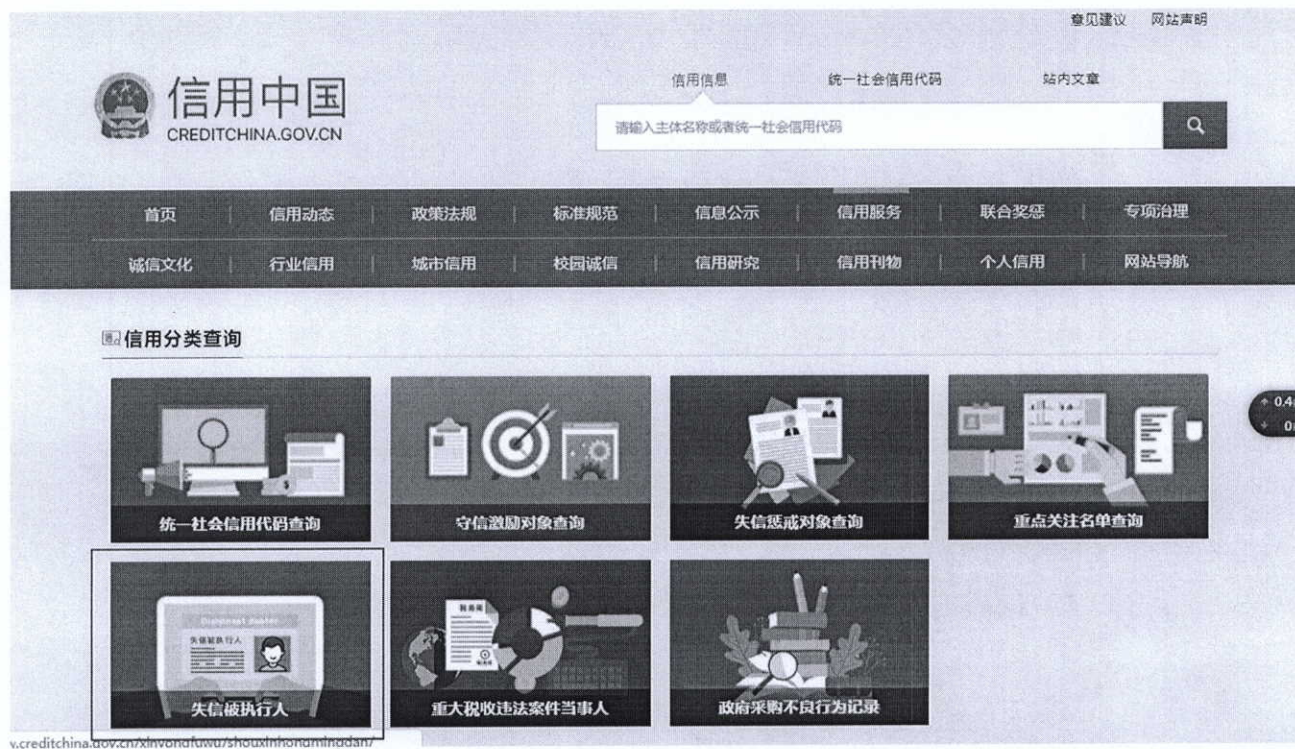 意见建议 网站声明
信用中国
CREDITCHINA.GOV.CN
信用信息 统一社会信用代码 站内文章
请输入主体名称或者统一社会信用代码
首页 信用动态 政策法规 标准规范 信息公示 信用服务 联合奖惩 专项治理
诚信文化 行业信用 城市信用 校园诚信 信用研究 信用刊物 个人信用 网站导航
信用分类查询
统一社会信用代码查询 守信激励对象查询 失信惩戒对象查询 重点关注名单查询
↑ 0.4
↓ 0
失信被执行人
税务局
失信被执行人 重大税收违法案件当事人 政府采购不良行为记录
v.creditchina.gov.cn/xinyongfuwu/shouxinhongmingdan/